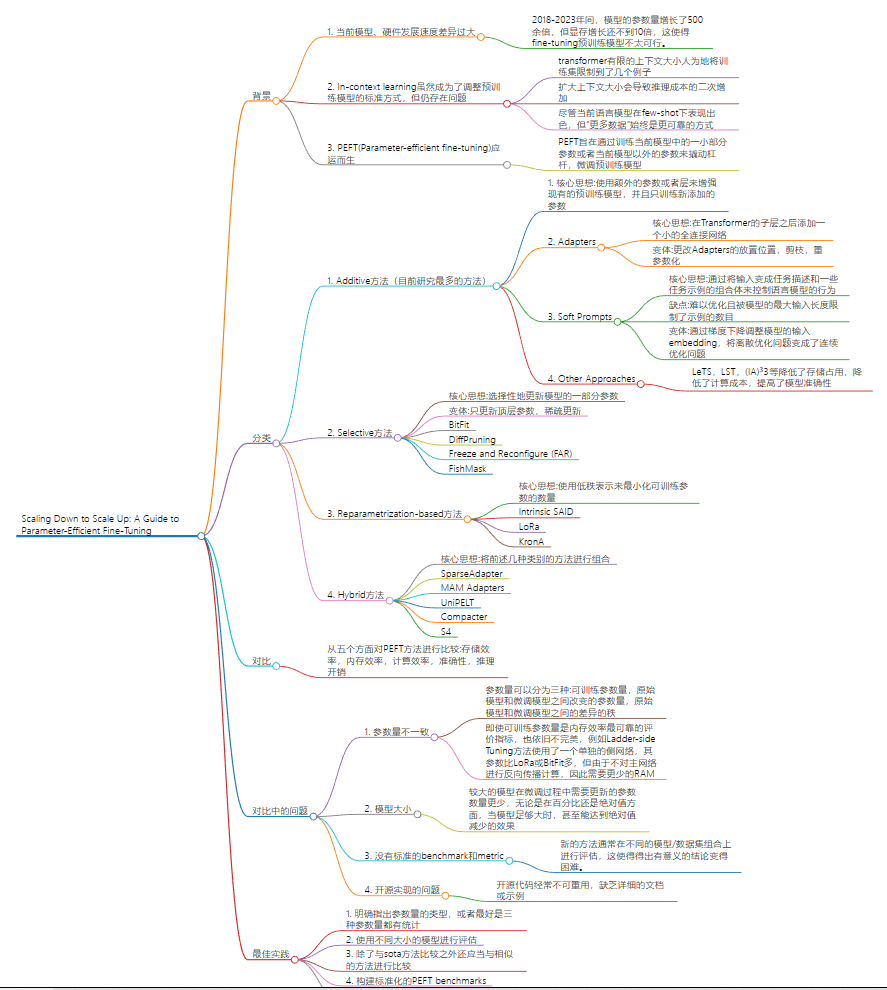 Scaling Down to Scale Up: A Guide to
Parameter-Efficient Fine-Tuning
背景
1. 当前模型、硬件发展速度差异过大
2018-2023年间，模型的参数量增长了500
余倍，但显存增长还不到10倍，这使得
fine-tuning预训练模型不太可行。
2. In-context learning虽然成为了调整预训
练模型的标准方式，但仍存在问题
transformer有限的上下文大小人为地将训
练集限制到了几个例子
扩大上下文大小会导致推理成本的二次增
加
尽管当前语言模型在few-shot下表现出
色，但“更多数据”始终是更可靠的方式
3. PEFT(Parameter-efficient fine-tuning)应
运而生
PEFT旨在通过训练当前模型中的一小部分
参数或者当前模型以外的参数来撬动杠
杆，微调预训练模型
分类
1. Additive方法（目前研究最多的方法）
1. 核心思想:使用额外的参数或者层来增强
现有的预训练模型，并且只训练新添加的
参数
2. Adapters
核心思想:在Transformer的子层之后添加一
个小的全连接网络
变体:更改Adapters的放置位置，剪枝，重
参数化
3. Soft Prompts
核心思想:通过将输入变成任务描述和一些
任务示例的组合体来控制语言模型的行为
缺点:难以优化且被模型的最大输入长度限
制了示例的数目
变体:通过梯度下降调整模型的输入
embedding，将离散优化问题变成了连续
优化问题
4. Other Approaches
LeTS，LST，(IA)³3等降低了存储占用，降
低了计算成本，提高了模型准确性
2. Selective方法
核心思想:选择性地更新模型的一部分参数
变体:只更新顶层参数，稀疏更新
BitFit
DiffPruning
Freeze and Reconfigure (FAR)
FishMask
3. Reparametrization-based方法
核心思想:使用低秩表示来最小化可训练参
数的数量
Intrinsic SAID
LoRa
KronA
4. Hybrid方法
核心思想:将前述几种类别的方法进行组合
SparseAdapter
MAM Adapters
UniPELT
Compacter
S4
对比
从五个方面对PEFT方法进行比较:存储效
率，内存效率，计算效率，准确性，推理
开销
对比中的问题
1. 参数量不一致
参数量可以分为三种:可训练参数量，原始
模型和微调模型之间改变的参数量，原始
模型和微调模型之间的差异的秩
即使可训练参数量是内存效率最可靠的评
价指标，也依旧不完美，例如Ladder-side
Tuning方法使用了一个单独的侧网络，其
参数比LoRa或BitFit多，但由于不对主网络
进行反向传播计算，因此需要更少的RAM
2. 模型大小
较大的模型在微调过程中需要更新的参数
数量更少，无论是在百分比还是绝对值方
面，当模型足够大时，甚至能达到绝对值
减少的效果
3. 没有标准的benchmark和metric
新的方法通常在不同的模型/数据集组合上
进行评估，这使得得出有意义的结论变得
困难。
4. 开源实现的问题
开源代码经常不可重用，缺乏详细的文档
或示例
最佳实践
1. 明确指出参数量的类型，或者最好是三
种参数量都有统计
2. 使用不同大小的模型进行评估
3. 除了与sota方法比较之外还应当与相似
的方法进行比较
4. 构建标准化的PEFT benchmarks